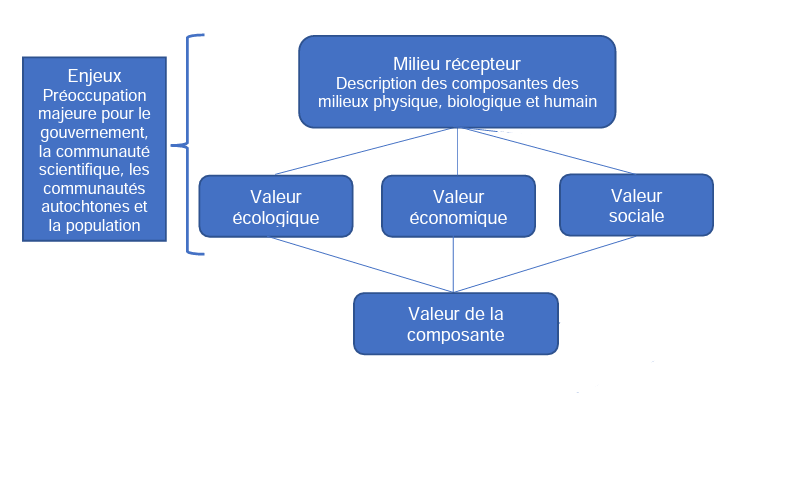 Enjeux
Préoccupation
majeure pour le
gouvernement,
la communauté
scientifique, les
communautés
autochtones et
la population
Milieu récepteur
Description des composantes des
milieux physique, biologique et humain
Valeur
écologique
Valeur
économique
Valeur
sociale
Valeur de la
composante